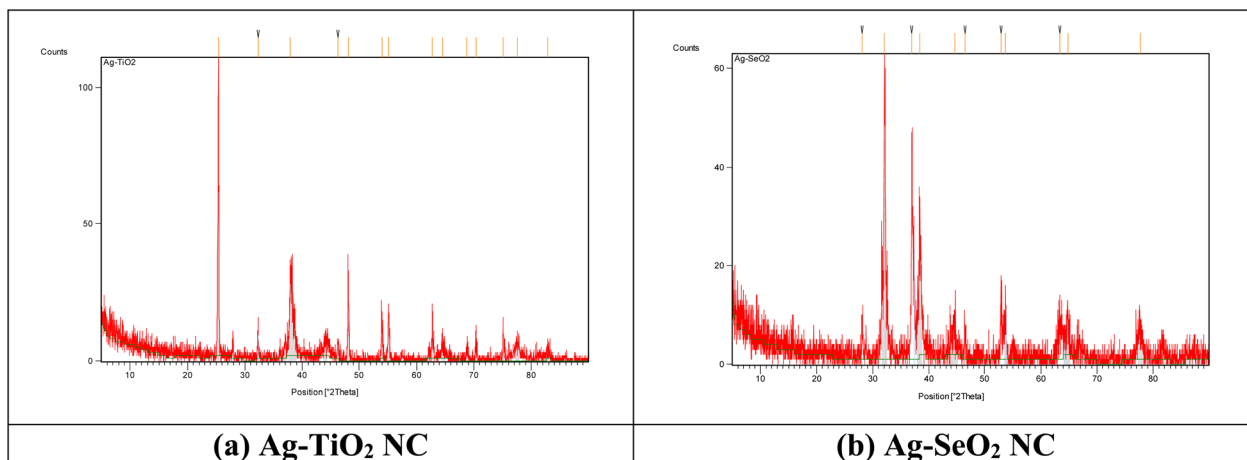 Counts
Ag-TiO2
100
50
0
10 20 30 40 50 60 70 80
Position [°2Theta]
Counts
Ag-SeO2
60
40
20
0
10 20 30 40 50 60 70 80
Position [°2Theta]
(a) Ag-TiO₂ NC
(b) Ag-SeO₂ NC